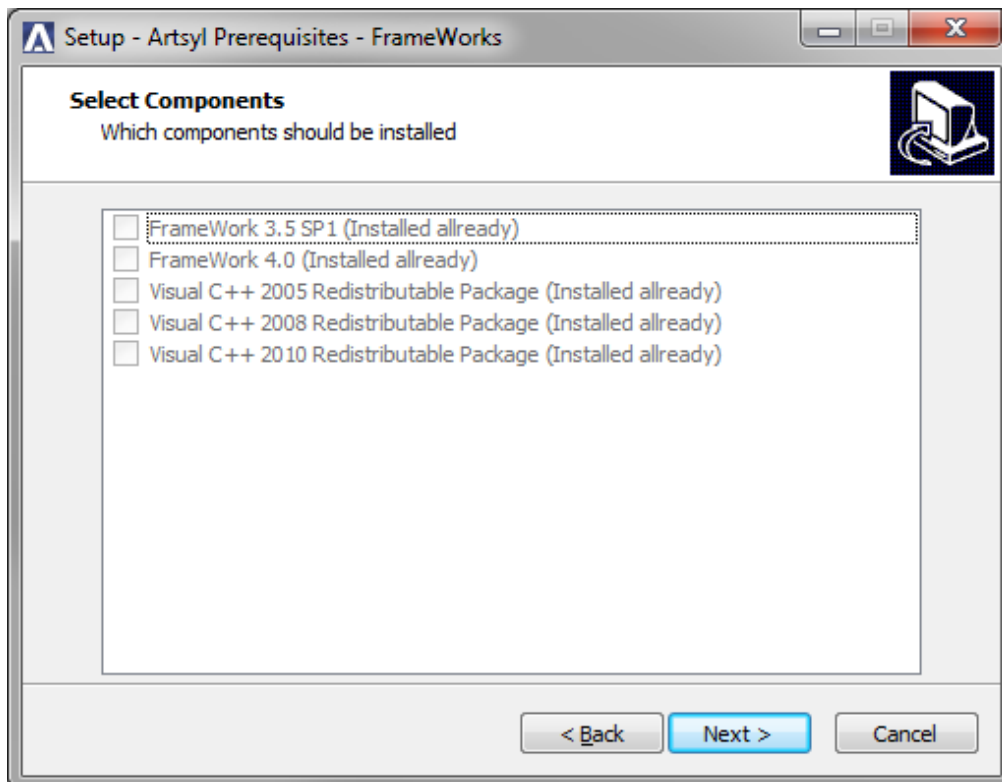 Setup - Artsyl Prerequisites - FrameWorks
Select Components
Which components should be installed
FrameWork 3.5 SP1 (Installed allready)
FrameWork 4.0 (Installed allready)
Visual C++ 2005 Redistributable Package (Installed allready)
Visual C++ 2008 Redistributable Package (Installed allready)
Visual C++ 2010 Redistributable Package (Installed allready)
< Back Next > Cancel